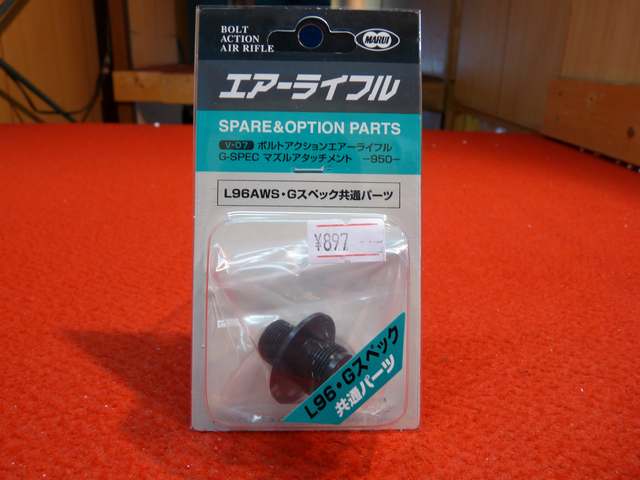 BOLT
ACTION
AIR RIFLE
MARUI
エアーライフル
SPARE&OPTION PARTS
V-07 ボルトアクションエアーライフル
G-SPEC マズルアタッチメント -950-
L96AWS・Gスペック共通パーツ
¥897
L96・Gスペック
共通パーツ